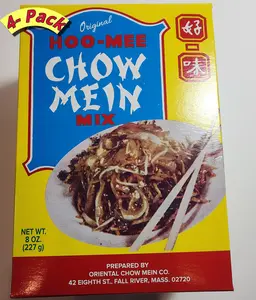 4-Pack
Original
HOO-MEE
CHOW
MEIN
MIX
好
味
NET WT.
8 OZ.
(227 g)
PREPARED BY
ORIENTAL CHOW MEIN CO.
42 EIGHTH ST., FALL RIVER, MASS. 02720